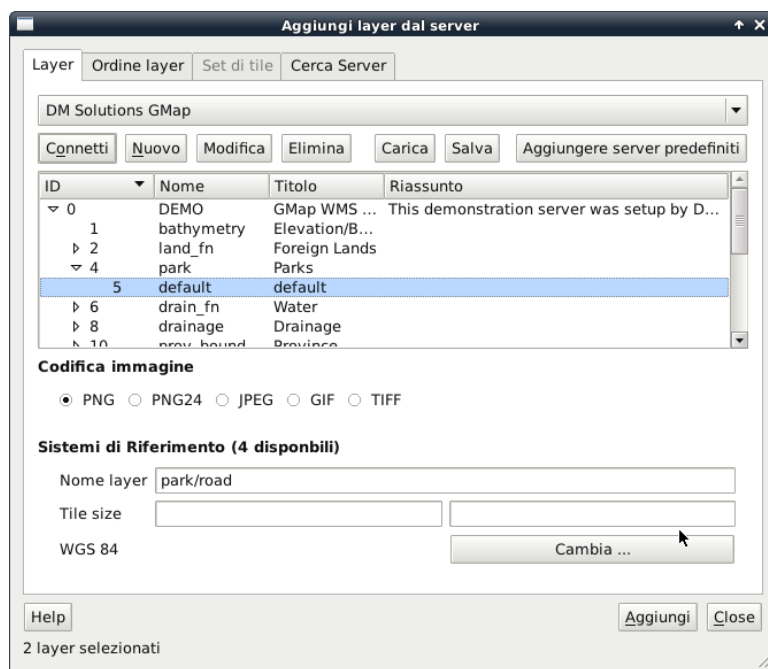 Aggiungi layer dal server
Layer Ordine layer Set di tile Cerca Server
DM Solutions GMap
Connetti Nuovo Modifica Elimina Carica Salva Aggiungere server predefiniti
ID Nome Titolo Riassunto
0 DEMO GMap WMS ... This demonstration server was setup by D...
1 bathymetry Elevation/B...
2 land_fn Foreign Lands
4 park Parks
5 default default
6 drain_fn Water
8 drainage Drainage
10 prov_bound Province
Codifica immagine
PNG PNG24 JPEG GIF TIFF
Sistemi di Riferimento (4 disponbili)
Nome layer park/road
Tile size
WGS 84 Cambia ...
Help Aggiungi Close
2 layer selezionati